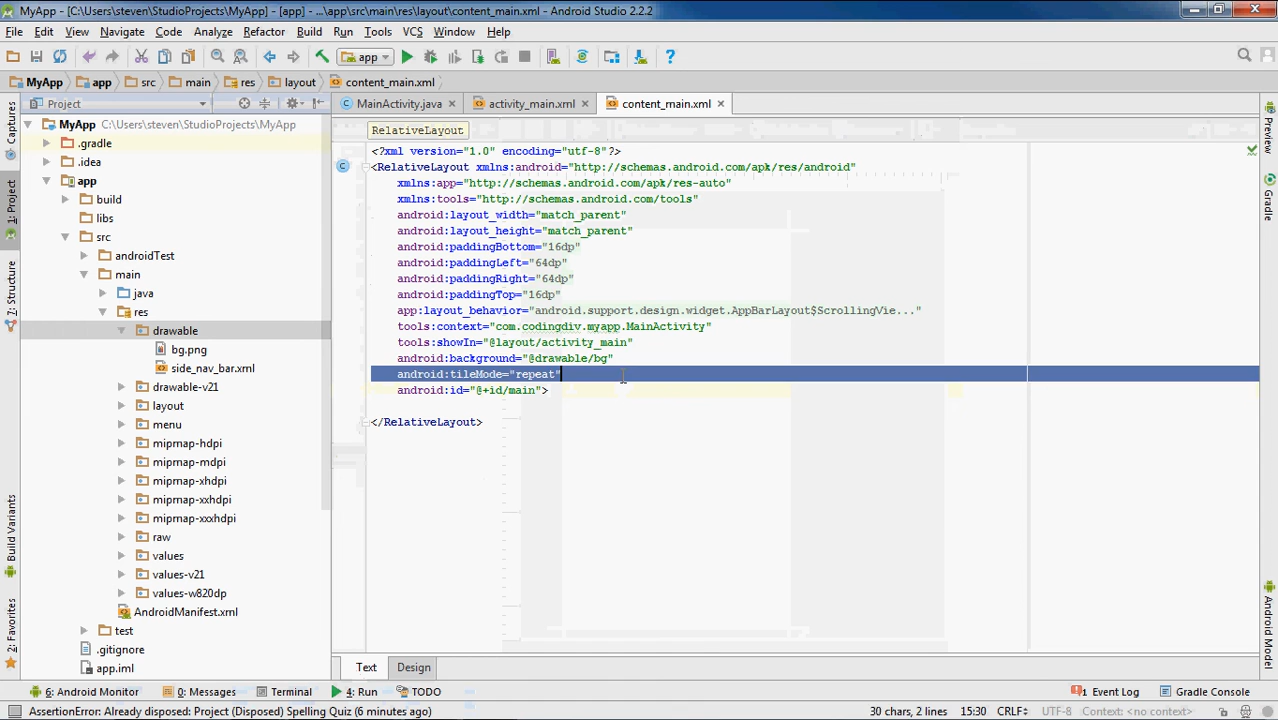 MyApp - [C:\Users\steven\StudioProjects\MyApp] - [app] - ...\app\src\main\res\layout\content_main.xml - Android Studio 2.2.2
File Edit View Navigate Code Analyze Refactor Build Run Tools VCS Window Help
app
MyApp app src main res layout content_main.xml
Project
MainActivity.java activity_main.xml content_main.xml
MyApp C:\Users\steven\StudioProjects\MyApp
.gradle
.idea
app
build
libs
src
androidTest
main
java
res
drawable
bg.png
side_nav_bar.xml
drawable-v21
layout
menu
mipmap-hdpi
mipmap-mdpi
mipmap-xhdpi
mipmap-xxhdpi
mipmap-xxxhdpi
raw
values
values-v21
values-w820dp
AndroidManifest.xml
test
.gitignore
app.iml
RelativeLayout
<?xml version="1.0" encoding="utf-8"?>
<RelativeLayout xmlns:android="http://schemas.android.com/apk/res/android"
xmlns:app="http://schemas.android.com/apk/res-auto"
xmlns:tools="http://schemas.android.com/tools"
android:layout_width="match_parent"
android:layout_height="match_parent"
android:paddingBottom="16dp"
android:paddingLeft="64dp"
android:paddingRight="64dp"
android:paddingTop="16dp"
app:layout_behavior="android.support.design.widget.AppBarLayout$ScrollingVie..."
tools:context="com.codingdiv.myapp.MainActivity"
tools:showIn="@layout/activity_main"
android:background="@drawable/bg"
android:tileMode="repeat"
android:id="@+id/main">
</RelativeLayout>
Text Design
Captures
1: Project
7: Structure
Build Variants
2: Favorites
Preview
Gradle
Android Model
6: Android Monitor 0: Messages Terminal 4: Run TODO 1 Event Log Gradle Console
AssertionError: Already disposed: Project (Disposed) Spelling Quiz (6 minutes ago) 30 chars, 2 lines 15:30 CRLF UTF-8 Context: <no context>